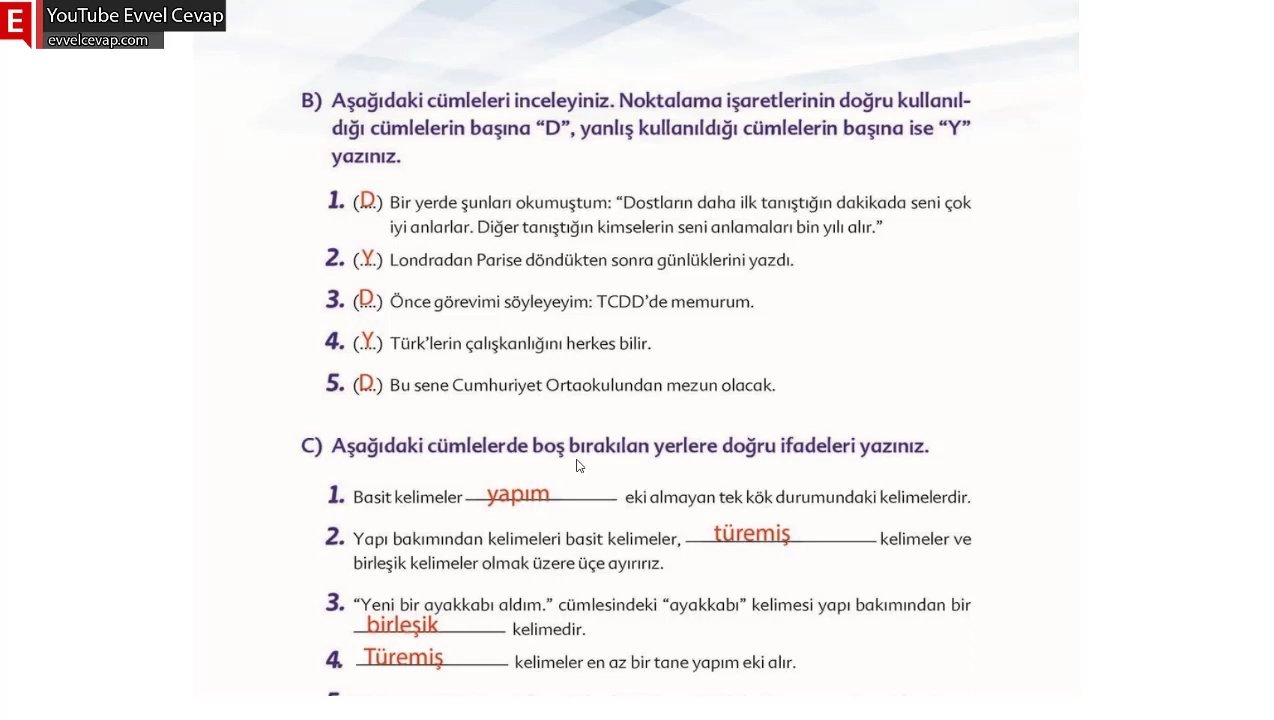 E
YouTube Evvel Cevap
evvelcevap.com
B) Aşağıdaki cümleleri inceleyiniz. Noktalama işaretlerinin doğru kullanıl-
dığı cümlelerin başına “D”, yanlış kullanıldığı cümlelerin başına ise “Y”
yazınız.
1. (D) Bir yerde şunları okumuştum: “Dostların daha ilk tanıştığın dakikada seni çok
iyi anlarlar. Diğer tanıştığın kimselerin seni anlamaları bin yılı alır.”
2. (Y) Londradan Parise döndükten sonra günlüklerini yazdı.
3. (D) Önce görevimi söyleyeyim: TCDD’de memurum.
4. (Y) Türk’lerin çalışkanlığını herkes bilir.
5. (D) Bu sene Cumhuriyet Ortaokulundan mezun olacak.
C) Aşağıdaki cümlelerde boş bırakılan yerlere doğru ifadeleri yazınız.
1. Basit kelimeler yapım eki almayan tek kök durumundaki kelimelerdir.
2. Yapı bakımından kelimeleri basit kelimeler, türemiş kelimeler ve
birleşik kelimeler olmak üzere üçe ayırırız.
3. “Yeni bir ayakkabı aldım.” cümlesindeki “ayakkabı” kelimesi yapı bakımından bir
birleşik kelimedir.
4. Türemiş kelimeler en az bir tane yapım eki alır.